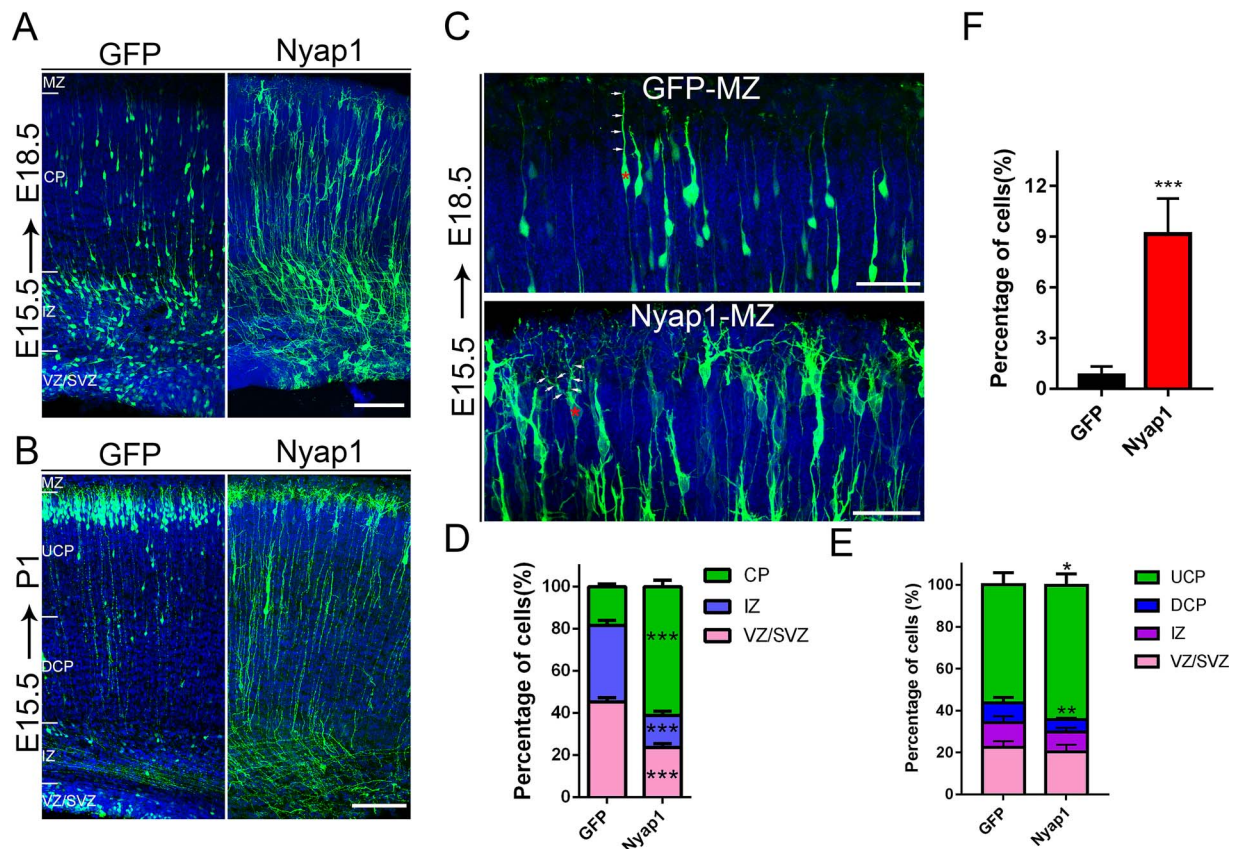 A
GFP
Nyap1
MZ
CP
IZ
VZ/SVZ
E15.5
E18.5
B
GFP
Nyap1
MZ
UCP
DCP
IZ
VZ/SVZ
E15.5
P1
C
GFP-MZ
*
Nyap1-MZ
*
E15.5
E18.5
D
Percentage of cells(%)
100
80
60
40
20
0
***
***
***
GFP
Nyap1
CP
IZ
VZ/SVZ
E
Percentage of cells (%)
100
80
60
40
20
0
*
**
GFP
Nyap1
UCP
DCP
IZ
VZ/SVZ
F
Percentage of cells(%)
12
9
6
3
0
***
GFP
Nyap1